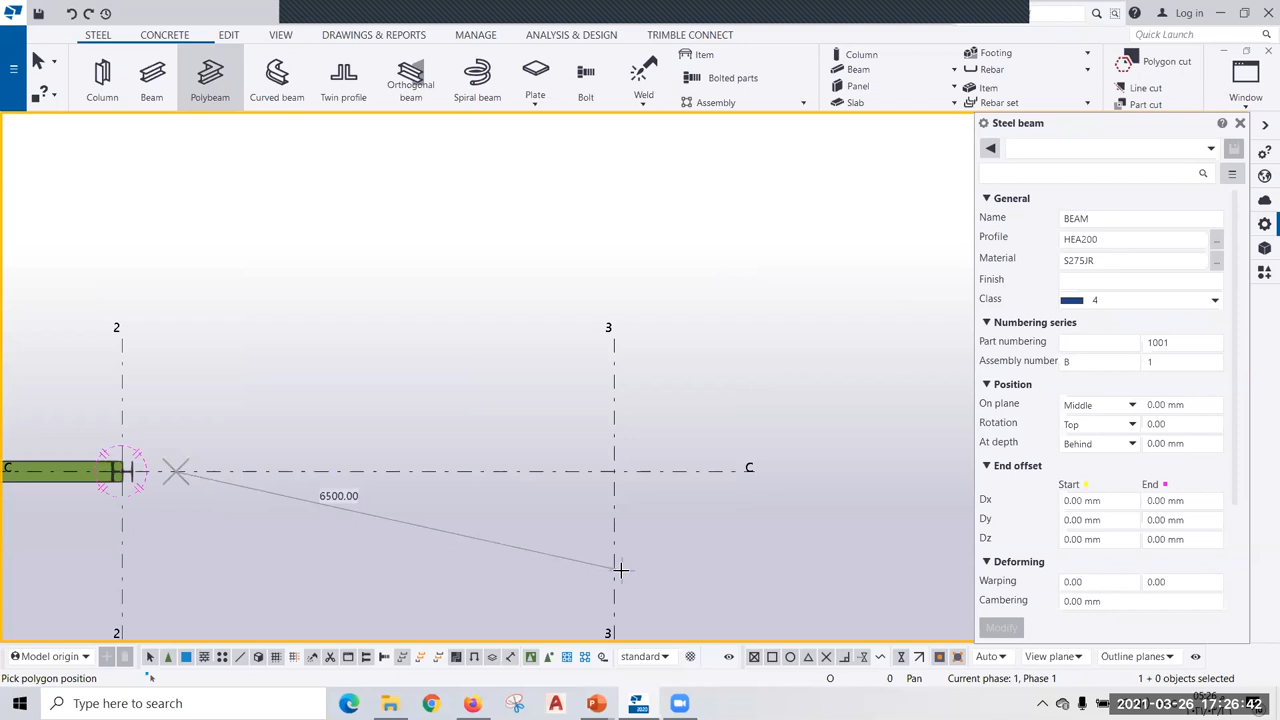 Log in
STEEL CONCRETE EDIT VIEW DRAWINGS & REPORTS MANAGE ANALYSIS & DESIGN TRIMBLE CONNECT
Quick Launch
Column
Beam
Polybeam
Curved beam
Twin profile
Orthogonal
beam
Spiral beam
Plate
Bolt
Weld
Item
Bolted parts
Assembly
Column
Beam
Panel
Slab
Footing
Rebar
Item
Rebar set
Polygon cut
Line cut
Part cut
Window
Steel beam
General
Name BEAM
Profile HEA200
Material S275JR
Finish
Class 4
Numbering series
Part numbering 1001
Assembly number B 1
Position
On plane Middle 0.00 mm
Rotation Top 0.00
At depth Behind 0.00 mm
End offset
Start End
Dx 0.00 mm 0.00 mm
Dy 0.00 mm 0.00 mm
Dz 0.00 mm 0.00 mm
Deforming
Warping 0.00 0.00
Cambering 0.00 mm
Modify
2 3
C C
6500.00
2 3
Model origin standard Auto View plane Outline planes
Pick polygon position O 0 Pan Current phase: 1, Phase 1 1 + 0 objects selected
Type here to search
2021-03-26 17:26:42